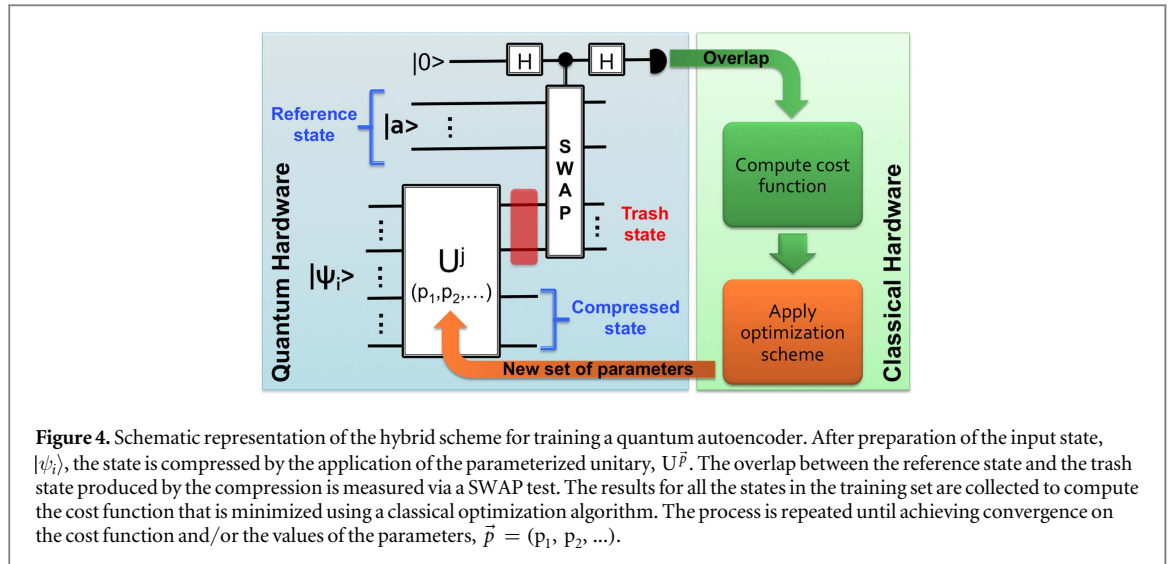 |0>
H
H
Overlap
Reference
state
|a>
⋮
SWAP
Compute cost
function
Trash
state
⋮
⋮
⋮
|ψi>
U^j
(p₁,p₂,...)
⋮
⋮
Compressed
state
Apply
optimization
scheme
New set of parameters
Quantum Hardware
Classical Hardware
Figure 4. Schematic representation of the hybrid scheme for training a quantum autoencoder. After preparation of the input state,
|ψᵢ⟩, the state is compressed by the application of the parameterized unitary, U^p⃗. The overlap between the reference state and the trash
state produced by the compression is measured via a SWAP test. The results for all the states in the training set are collected to compute
the cost function that is minimized using a classical optimization algorithm. The process is repeated until achieving convergence on
the cost function and/or the values of the parameters, p⃗ = (p₁, p₂, ...).